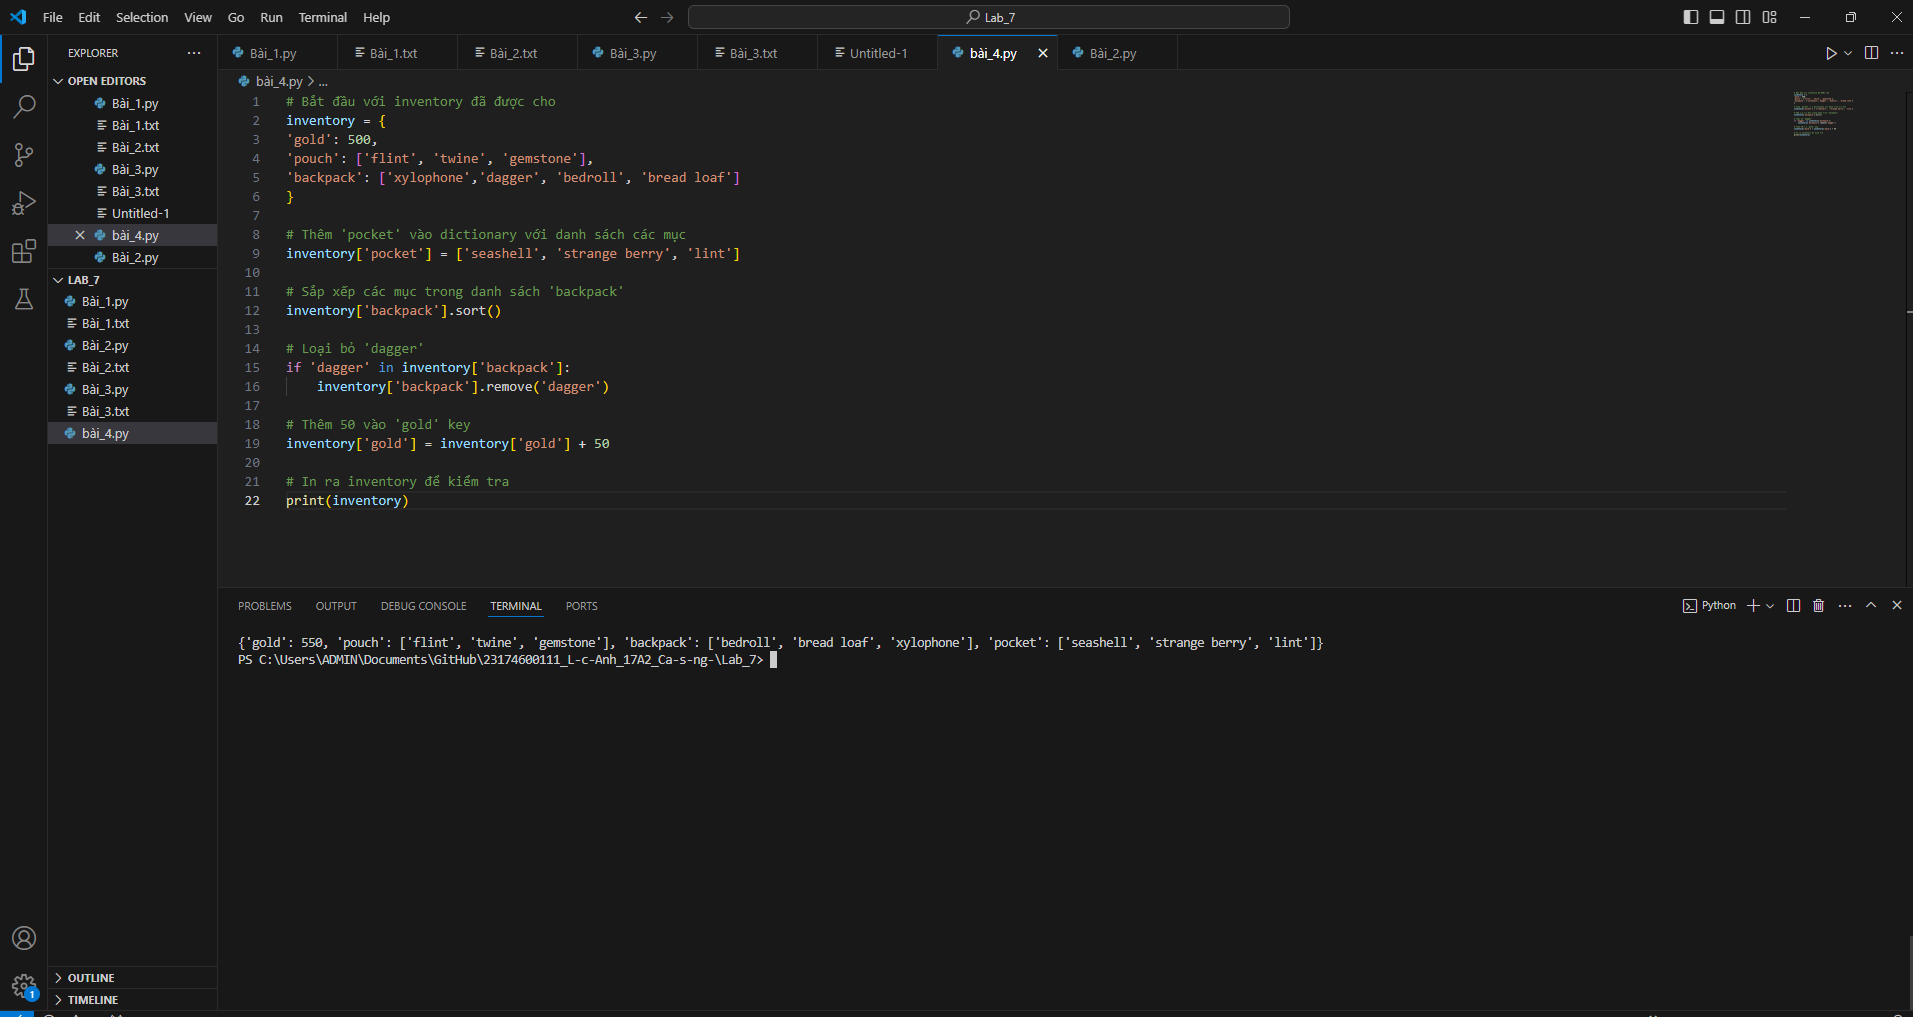 File Edit Selection View Go Run Terminal Help
Lab_7
EXPLORER
OPEN EDITORS
Bài_1.py
Bài_1.txt
Bài_2.txt
Bài_3.py
Bài_3.txt
Untitled-1
bài_4.py
Bài_2.py
LAB_7
Bài_1.py
Bài_1.txt
Bài_2.py
Bài_2.txt
Bài_3.py
Bài_3.txt
bài_4.py
OUTLINE
TIMELINE
1
Bài_1.py Bài_1.txt Bài_2.txt Bài_3.py Bài_3.txt Untitled-1 bài_4.py Bài_2.py
bài_4.py > ...
1 # Bắt đầu với inventory đã được cho
2 inventory = {
3 'gold': 500,
4 'pouch': ['flint', 'twine', 'gemstone'],
5 'backpack': ['xylophone','dagger', 'bedroll', 'bread loaf']
6 }
7
8 # Thêm 'pocket' vào dictionary với danh sách các mục
9 inventory['pocket'] = ['seashell', 'strange berry', 'lint']
10
11 # Sắp xếp các mục trong danh sách 'backpack'
12 inventory['backpack'].sort()
13
14 # Loại bỏ 'dagger'
15 if 'dagger' in inventory['backpack']:
16 inventory['backpack'].remove('dagger')
17
18 # Thêm 50 vào 'gold' key
19 inventory['gold'] = inventory['gold'] + 50
20
21 # In ra inventory để kiểm tra
22 print(inventory)
PROBLEMS OUTPUT DEBUG CONSOLE TERMINAL PORTS
Python
{'gold': 550, 'pouch': ['flint', 'twine', 'gemstone'], 'backpack': ['bedroll', 'bread loaf', 'xylophone'], 'pocket': ['seashell', 'strange berry', 'lint']}
PS C:\Users\ADMIN\Documents\GitHub\23174600111_L-c-Anh_17A2_Ca-s-ng-\Lab_7>